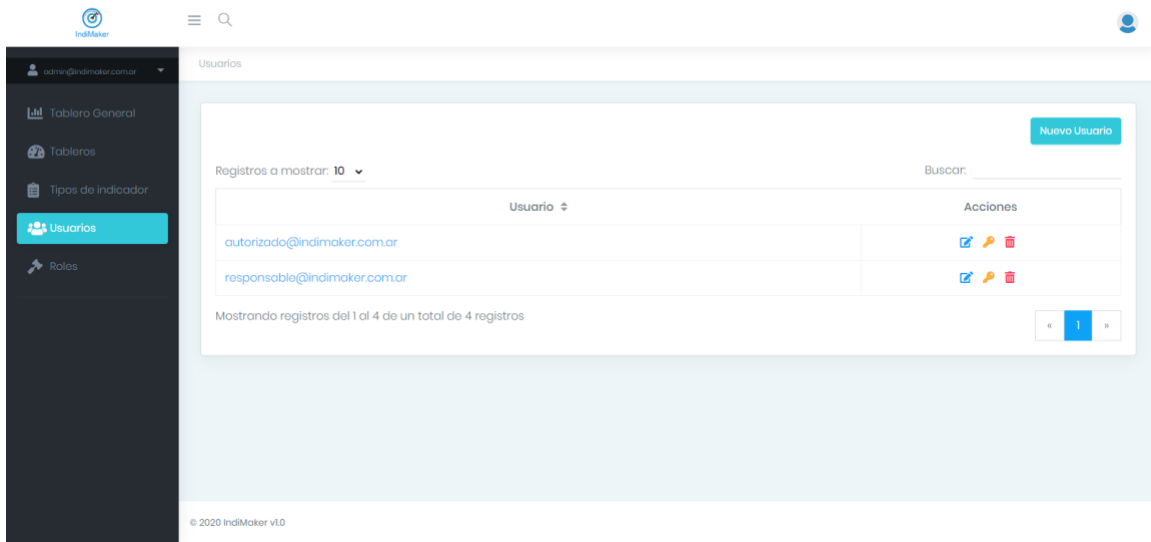 IndiMaker
admin@indimaker.com.ar
Usuarios
Tablero General
Tableros
Tipos de indicador
Usuarios
Roles
Nuevo Usuario
Registros a mostrar: 10
Buscar:
Usuario
Acciones
autorizado@indimaker.com.ar
responsable@indimaker.com.ar
Mostrando registros del 1 al 4 de un total de 4 registros
« 1 »
© 2020 IndiMaker v1.0